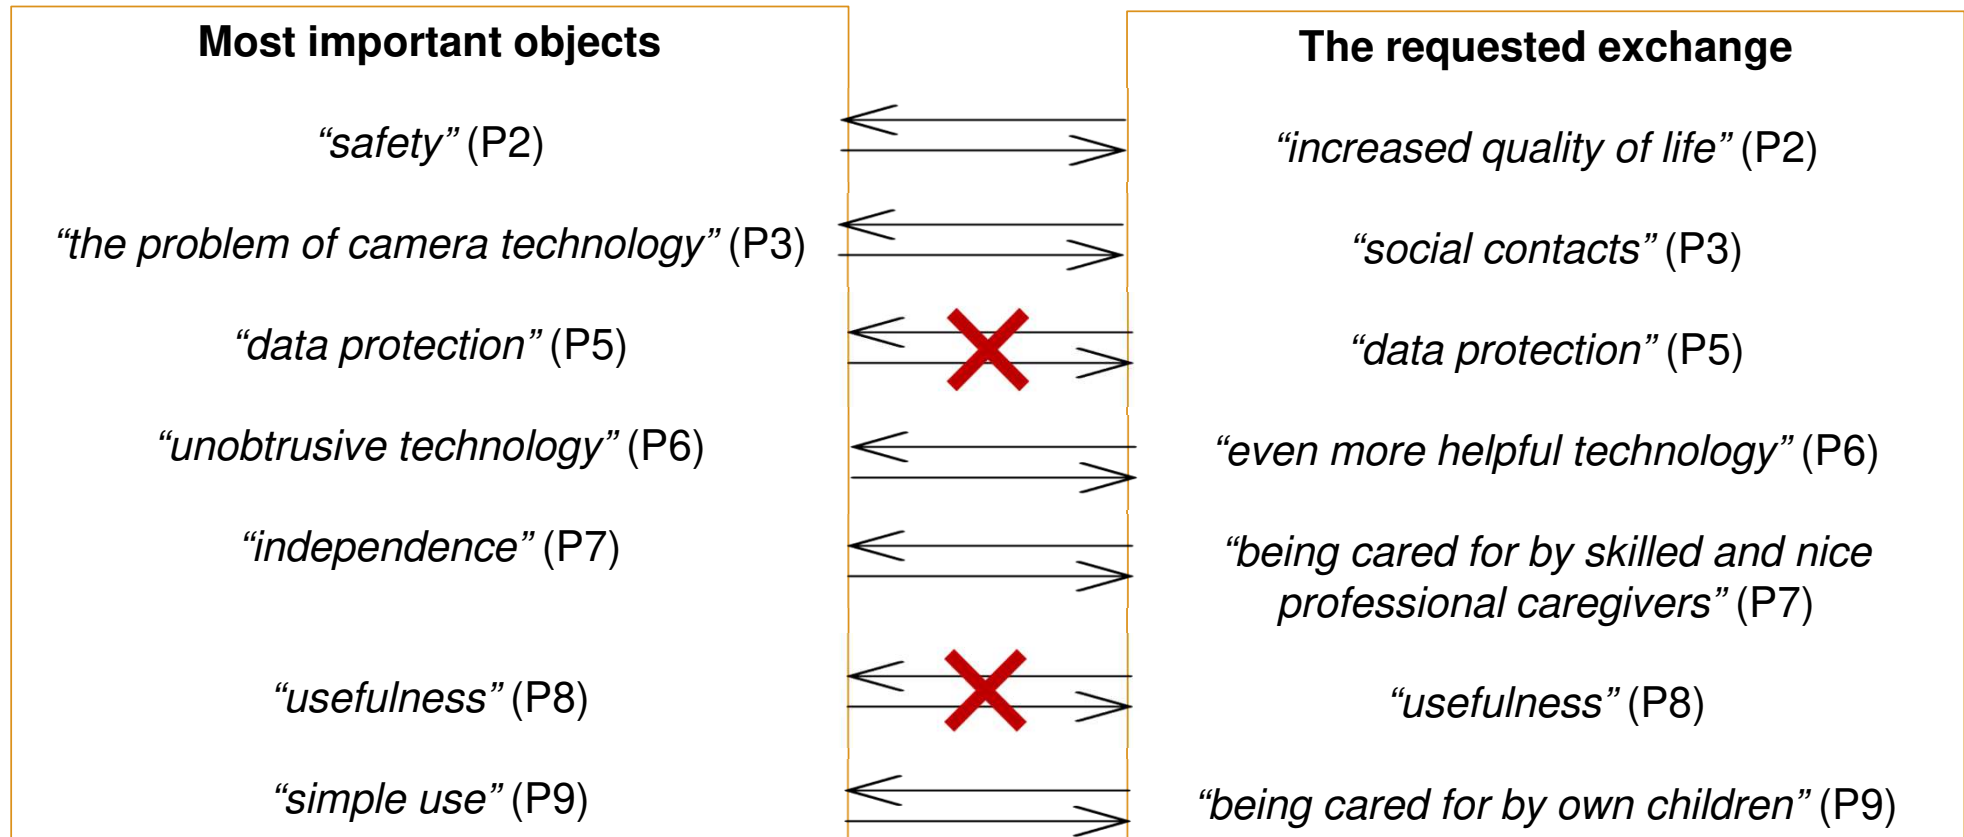 Most important objects
The requested exchange
“safety” (P2)
“increased quality of life” (P2)
“the problem of camera technology” (P3)
“social contacts” (P3)
“data protection” (P5)
“data protection” (P5)
“unobtrusive technology” (P6)
“even more helpful technology” (P6)
“independence” (P7)
“being cared for by skilled and nice
professional caregivers” (P7)
“usefulness” (P8)
“usefulness” (P8)
“simple use” (P9)
“being cared for by own children” (P9)